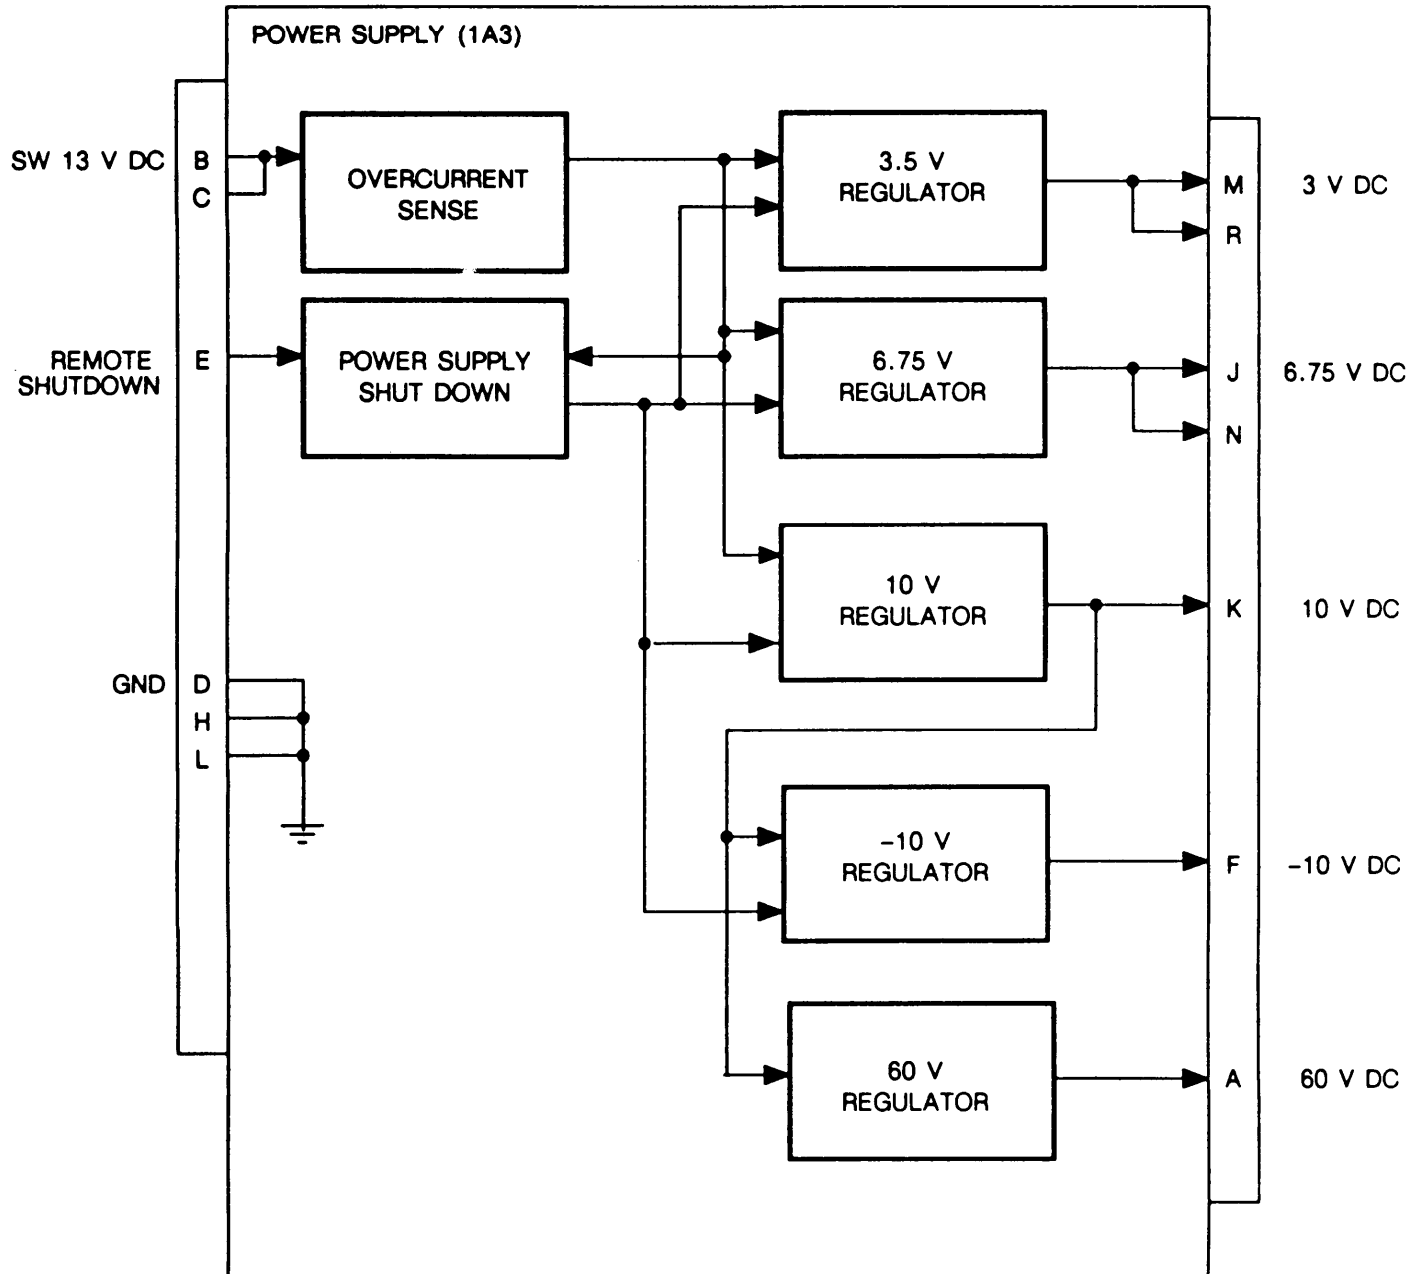 POWER SUPPLY (1A3)
SW 13 V DC
B
C
OVERCURRENT
SENSE
3.5 V
REGULATOR
M
3 V DC
R
REMOTE
SHUTDOWN
E
POWER SUPPLY
SHUT DOWN
6.75 V
REGULATOR
J
6.75 V DC
N
10 V
REGULATOR
K
10 V DC
GND
D
H
L
-10 V
REGULATOR
F
-10 V DC
60 V
REGULATOR
A
60 V DC